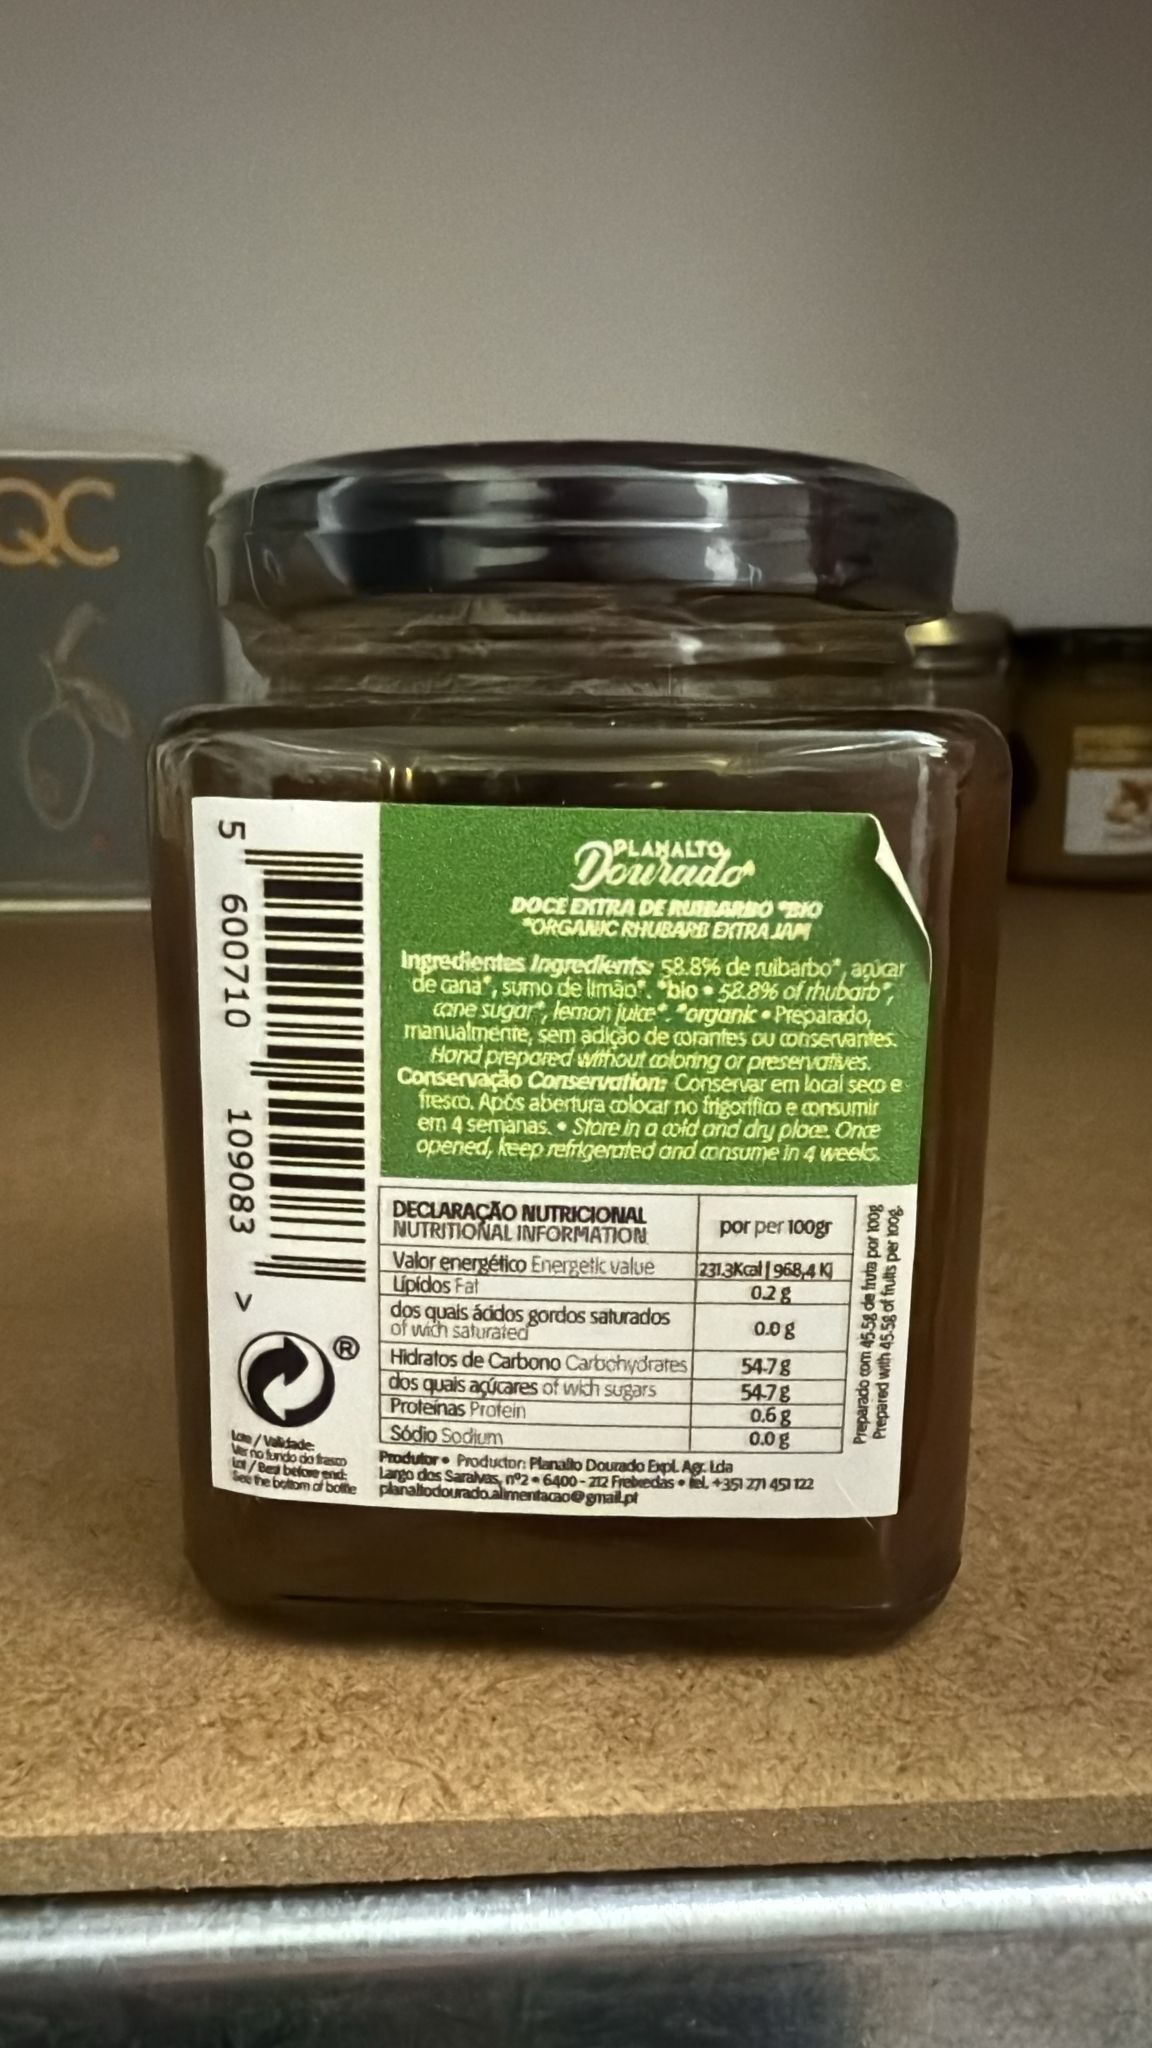 QC
PLANALTO
Dourado
DOCE EXTRA DE RUIBARBO *BIO
*ORGANIC RHUBARB EXTRA JAM
Ingredientes Ingredients: 58.8% de ruibarbo*, açúcar
de cana*, sumo de limão*. *bio • 58.8% of rhubarb*,
cane sugar*, lemon juice*. *organic • Preparado,
manualmente, sem adição de corantes ou conservantes.
Hand prepared without coloring or preservatives.
Conservação Conservation: Conservar em local seco e
fresco. Após abertura colocar no frigorífico e consumir
em 4 semanas. • Store in a cold and dry place. Once
opened, keep refrigerated and consume in 4 weeks.
5 600710 109083 >
DECLARAÇÃO NUTRICIONAL
NUTRITIONAL INFORMATION
por per 100gr
Valor energético Energetic value 231.3Kcal | 968,4 Kj
Lípidos Fat 0.2 g
dos quais ácidos gordos saturados
of wich saturated 0.0 g
Hidratos de Carbono Carbohydrates 54.7 g
dos quais açúcares of wich sugars 54.7 g
Proteínas Protein 0.6 g
Sódio Sodium 0.0 g
Preparado com 45.5g de fruta por 100g
Prepared with 45.5g of fruits per 100g.
®
Lote / Validade:
Ver no fundo do frasco
Lot / Best before end:
See the bottom of bottle
Produtor • Productor: Planalto Dourado Expl. Agr. Lda
Largo dos Saraivas, nº2 • 6400 - 212 Freixedas • tel. +351 271 451 122
planaltodourado.alimentacao@gmail.pt